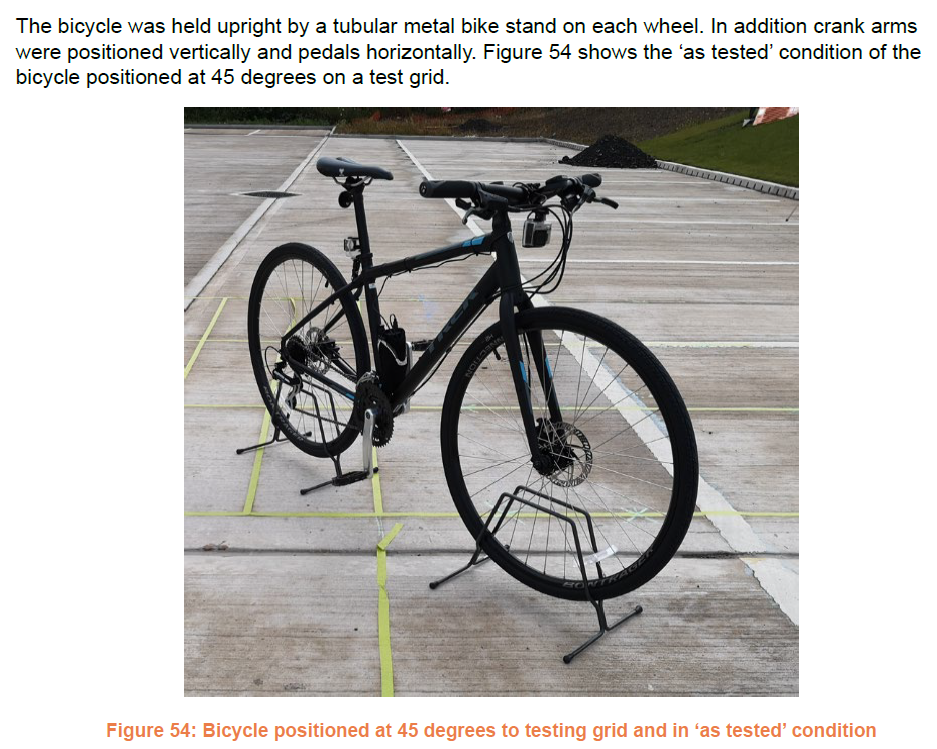 The bicycle was held upright by a tubular metal bike stand on each wheel. In addition crank arms
were positioned vertically and pedals horizontally. Figure 54 shows the ‘as tested’ condition of the
bicycle positioned at 45 degrees on a test grid.
TREK
BONTRAGER
Figure 54: Bicycle positioned at 45 degrees to testing grid and in ‘as tested’ condition